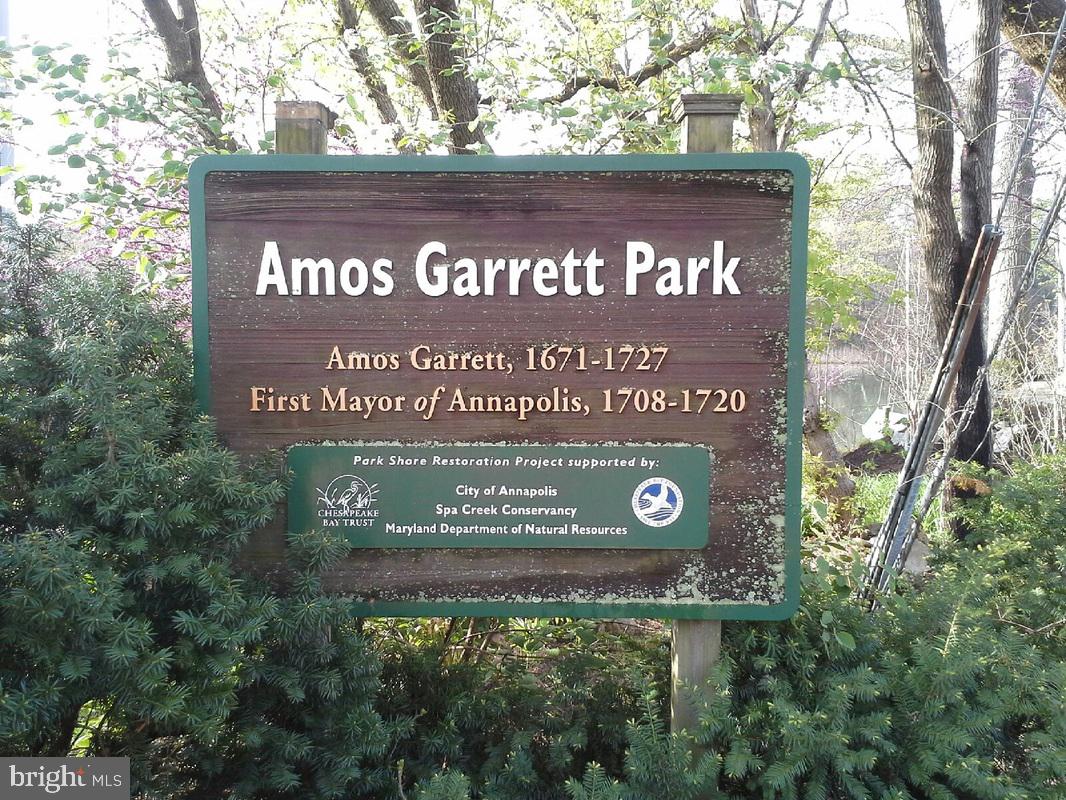 Amos Garrett Park
Amos Garrett, 1671-1727
First Mayor of Annapolis, 1708-1720
Park Shore Restoration Project supported by:
CHESAPEAKE
BAY TRUST
City of Annapolis
Spa Creek Conservancy
Maryland Department of Natural Resources
bright MLS